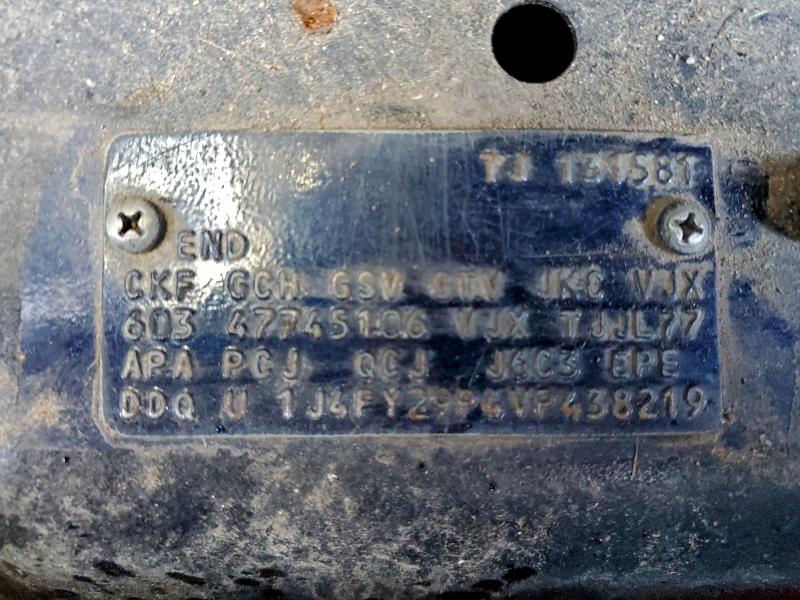 TJ 131581
END
CKF GCH GSV GTV JKC VJX
603 47745106 VJX TJJL77
APA PCJ QCJ J6C3 EPE
DDQ U 1J4FY29P4VP438219